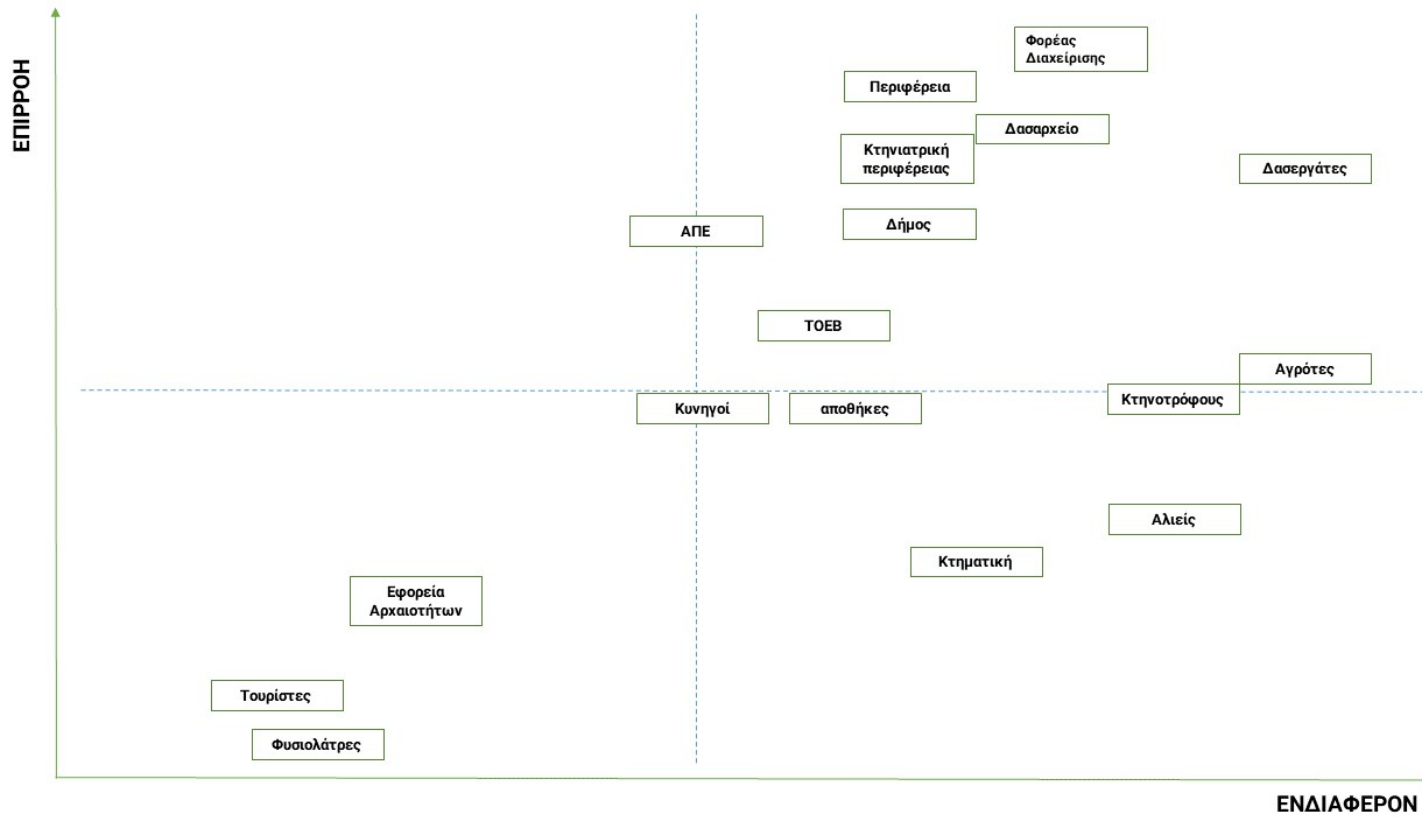 ΕΠΙΡΡΟΗ
Φορέας
Διαχείρισης
Περιφέρεια
Δασαρχείο
Κτηνιατρική
περιφέρειας
Δασεργάτες
ΑΠΕ
Δήμος
ΤΟΕΒ
Αγρότες
Κτηνοτρόφους
Κυνηγοί
αποθήκες
Αλιείς
Κτηματική
Εφορεία
Αρχαιοτήτων
Τουρίστες
Φυσιολάτρες
ΕΝΔΙΑΦΕΡΟΝ